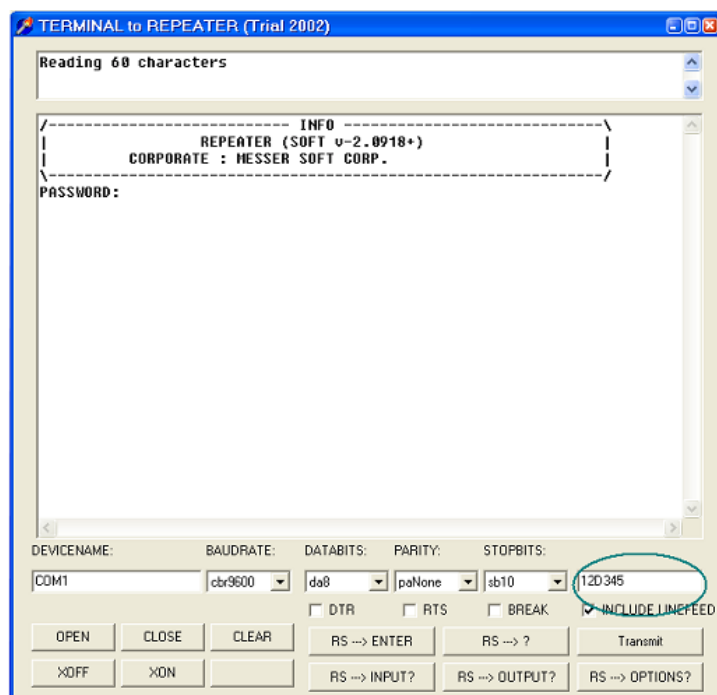 TERMINAL to REPEATER (Trial 2002)
Reading 60 characters
/---------------------------- INFO ------------------------------\
| REPEATER (SOFT v-2.0918+) |
| CORPORATE : MESSER SOFT CORP. |
\----------------------------------------------------------------/
PASSWORD:
DEVICENAME: BAUDRATE: DATABITS: PARITY: STOPBITS:
COM1 cbr9600 da8 paNone sb10 12D345
DTR RTS BREAK INCLUDE LINEFEED
OPEN CLOSE CLEAR RS --> ENTER RS --> ? Transmit
XOFF XON RS --> INPUT? RS --> OUTPUT? RS --> OPTIONS?